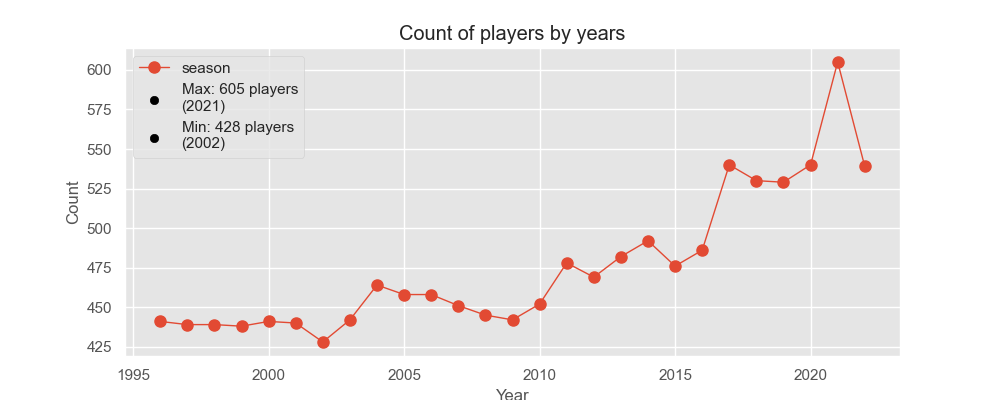 Count of players by years
season
Max: 605 players
(2021)
Min: 428 players
(2002)
Count
600
575
550
525
500
475
450
425
1995
2000
2005
2010
2015
2020
Year